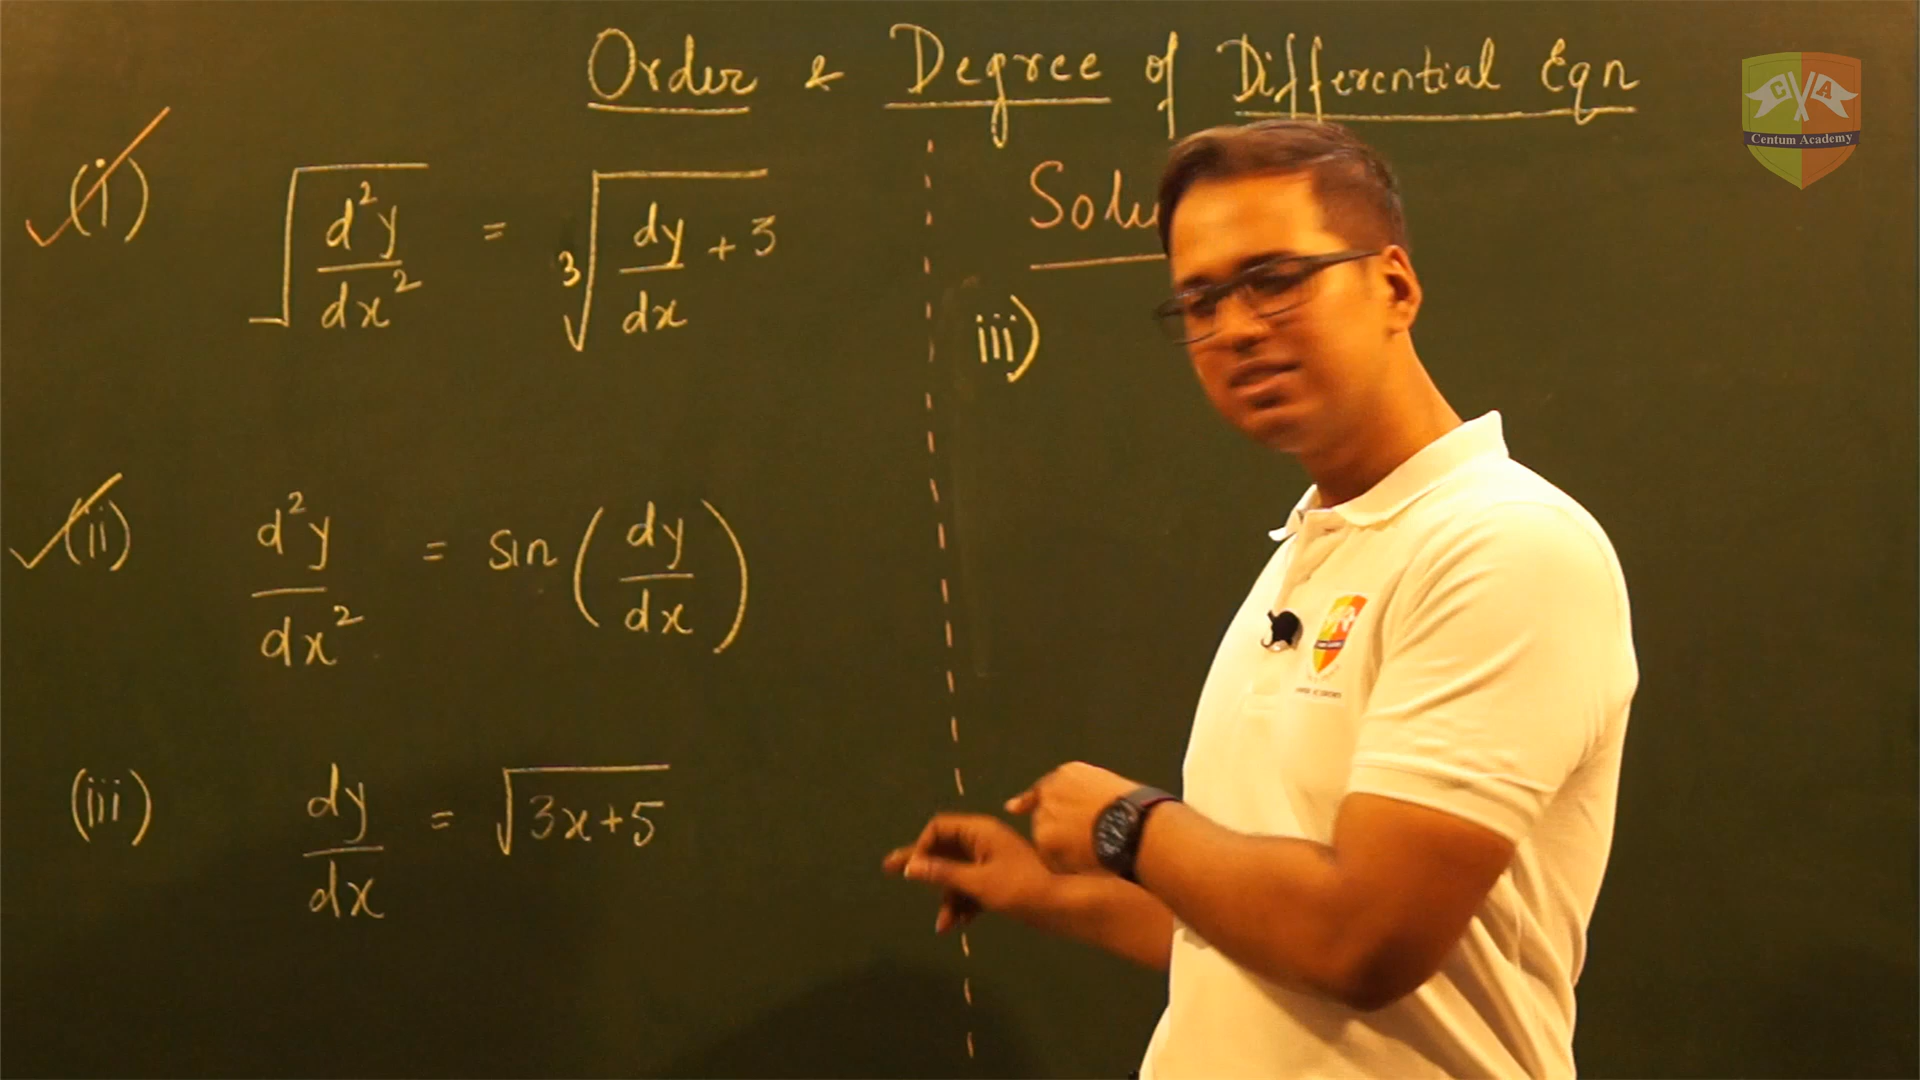 Order & Degree of Differential Eqn
CA
Centum Academy
(i) √(d²y/dx²) = ∛(dy/dx + 3)
(ii) d²y/dx² = sin(dy/dx)
(iii) dy/dx = √(3x+5)
iii)